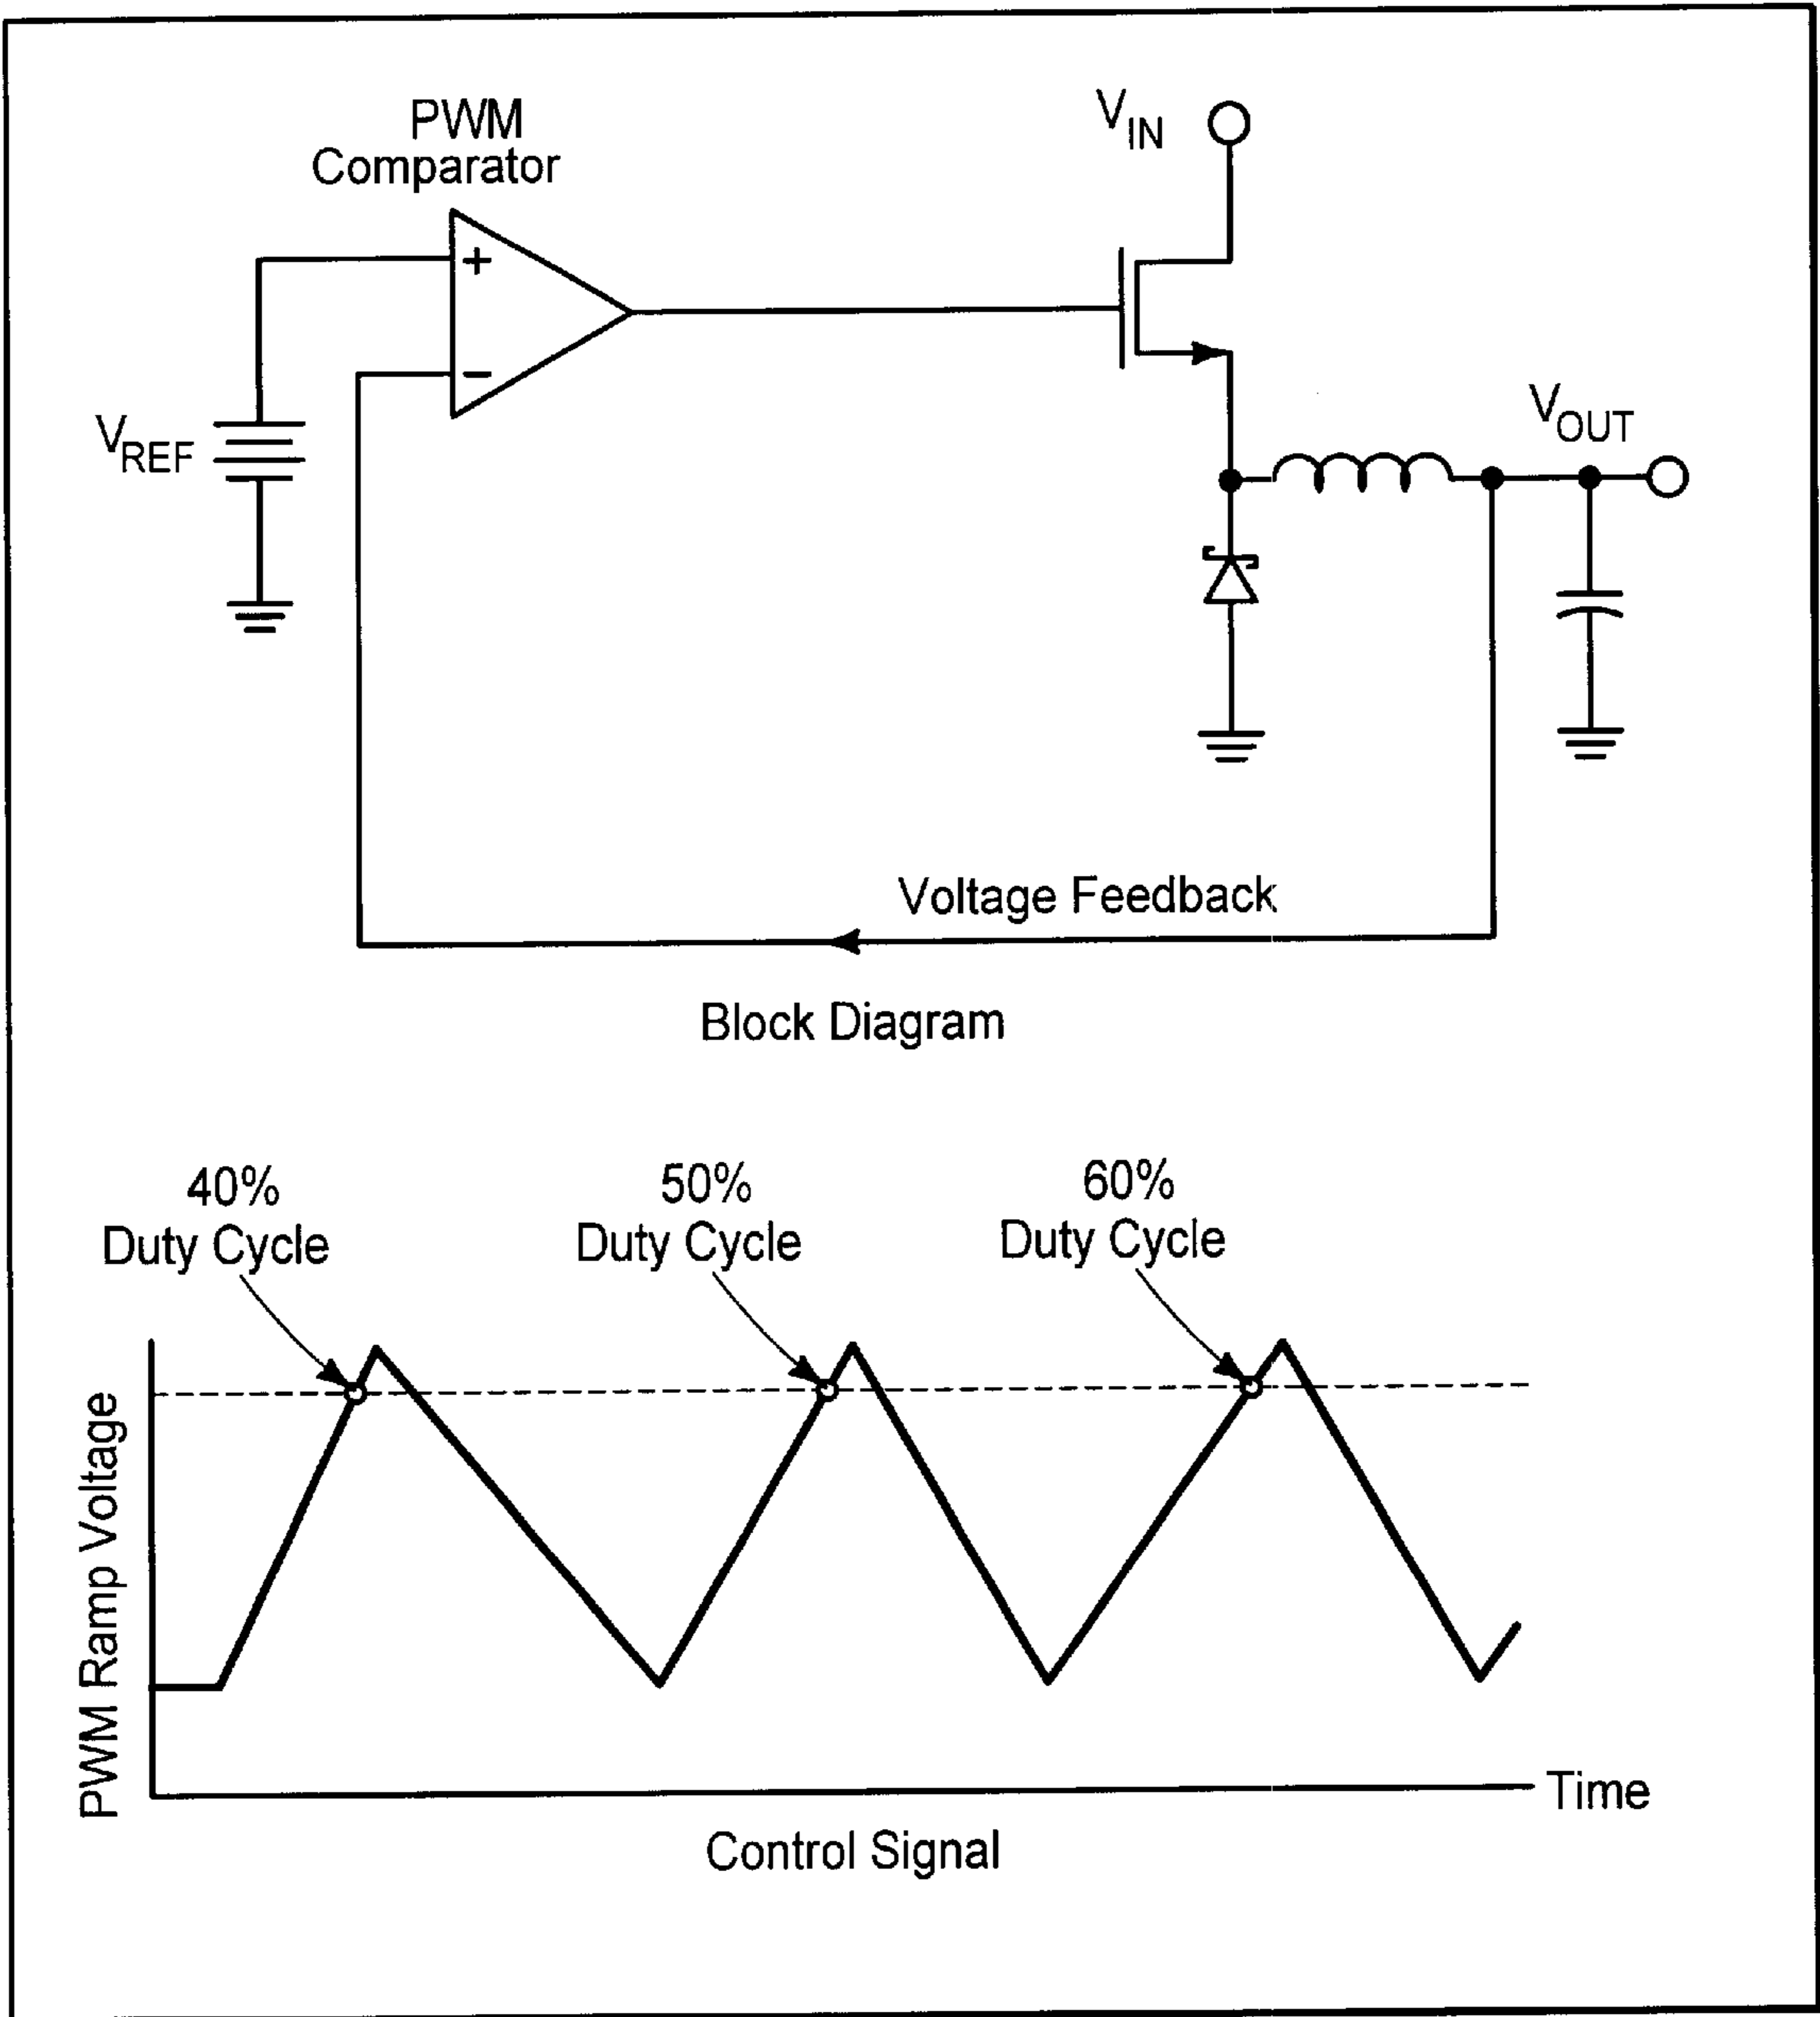 PWM
Comparator
V_IN
+
−
V_REF
V_OUT
Voltage Feedback
Block Diagram
40%
Duty Cycle
50%
Duty Cycle
60%
Duty Cycle
PWM Ramp Voltage
Time
Control Signal